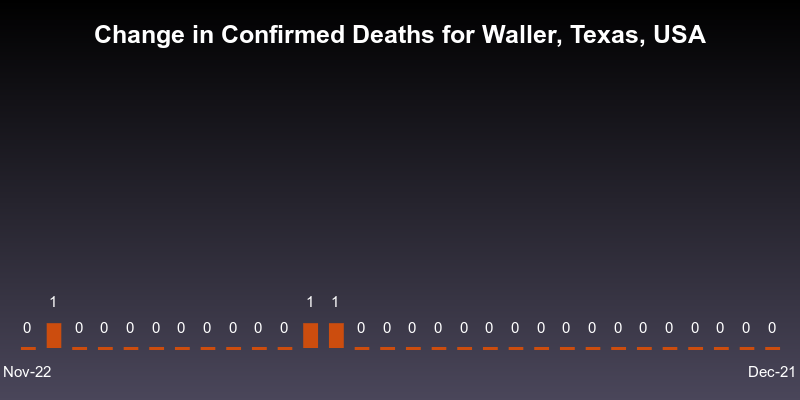 Change in Confirmed Deaths for Waller, Texas, USA
1 1 1
0 0 0 0 0 0 0 0 0 0 0 0 0 0 0 0 0 0 0 0 0 0 0 0 0 0 0
Nov-22 Dec-21